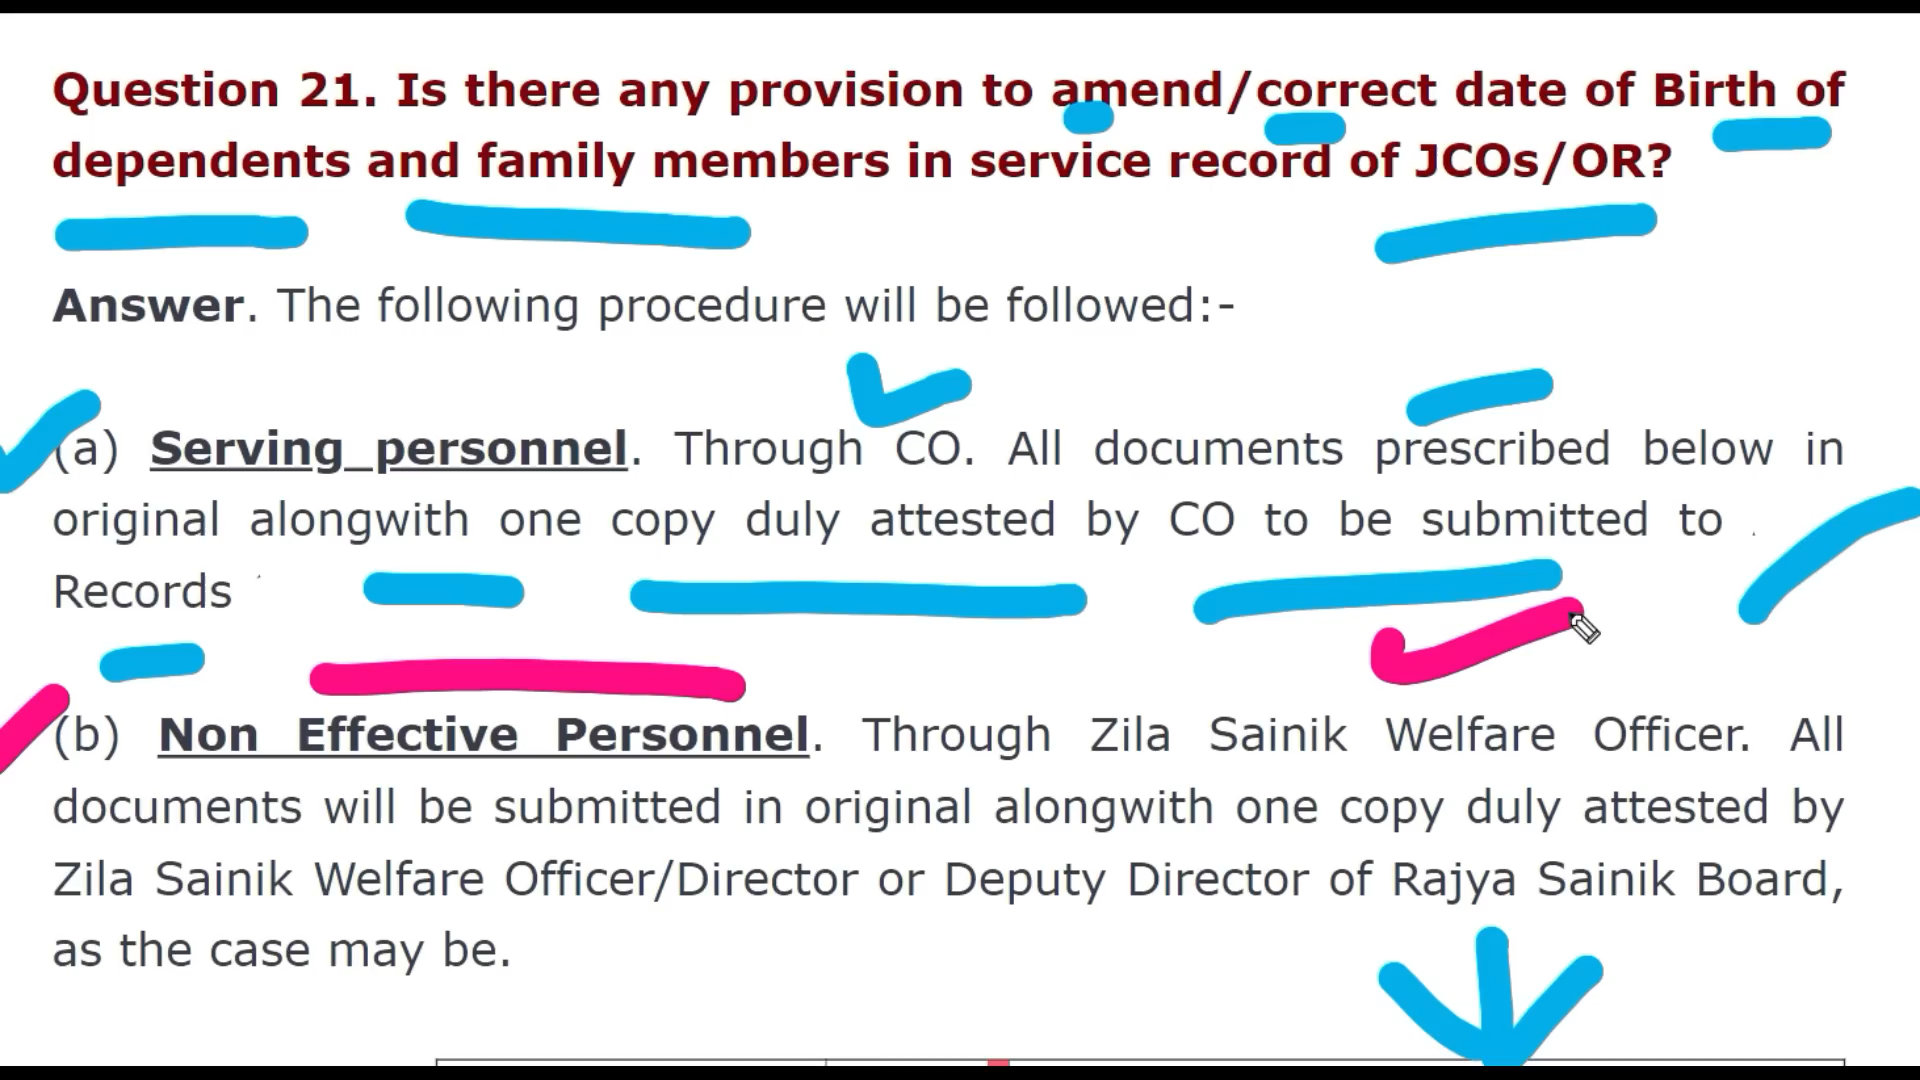 Question 21. Is there any provision to amend/correct date of Birth of
dependents and family members in service record of JCOs/OR?
Answer. The following procedure will be followed:-
(a) Serving personnel. Through CO. All documents prescribed below in
original alongwith one copy duly attested by CO to be submitted to
Records
(b) Non Effective Personnel. Through Zila Sainik Welfare Officer. All
documents will be submitted in original alongwith one copy duly attested by
Zila Sainik Welfare Officer/Director or Deputy Director of Rajya Sainik Board,
as the case may be.